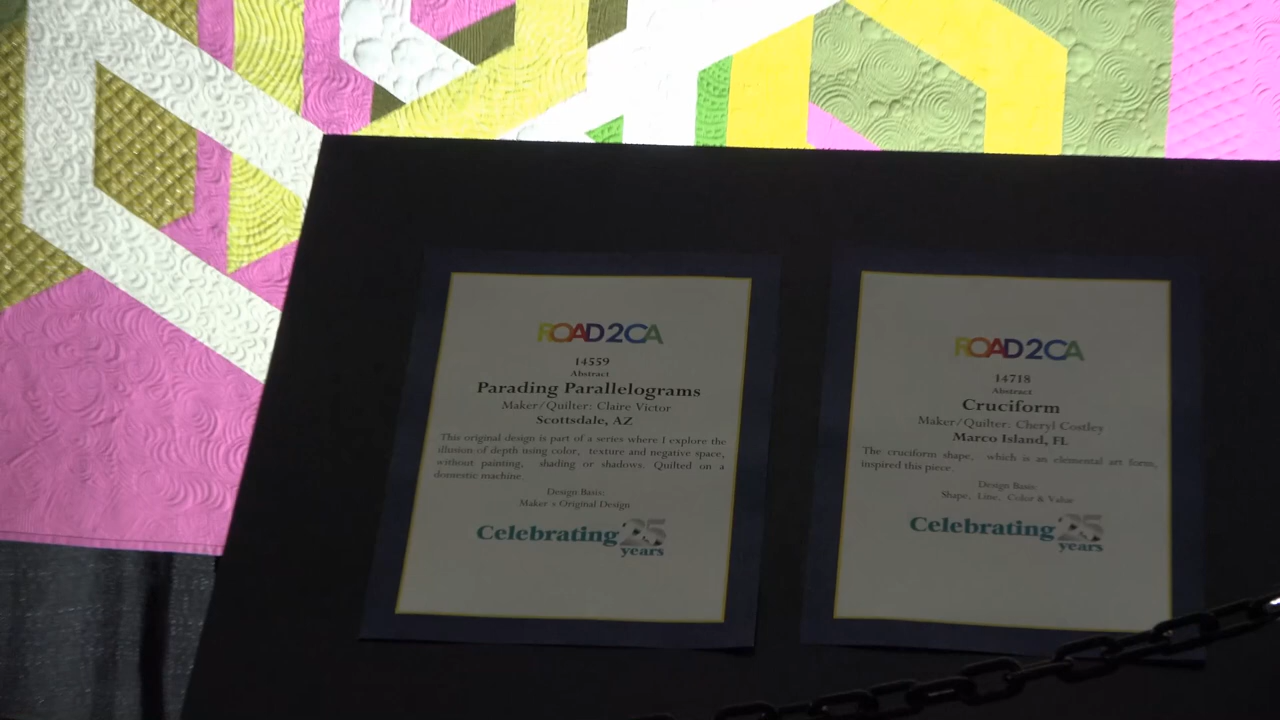 ROAD2CA
14559
Abstract
Parading Parallelograms
Maker/Quilter: Claire Victor
Scottsdale, AZ
This original design is part of a series where I explore the
illusion of depth using color, texture and negative space,
without painting, shading or shadows. Quilted on a
domestic machine.
Design Basis:
Maker s Original Design
Celebrating 25
years
ROAD2CA
14718
Abstract
Cruciform
Maker/Quilter: Cheryl Costley
Marco Island, FL
The cruciform shape, which is an elemental art form,
inspired this piece.
Design Basis:
Shape, Line, Color & Value
Celebrating 25
years